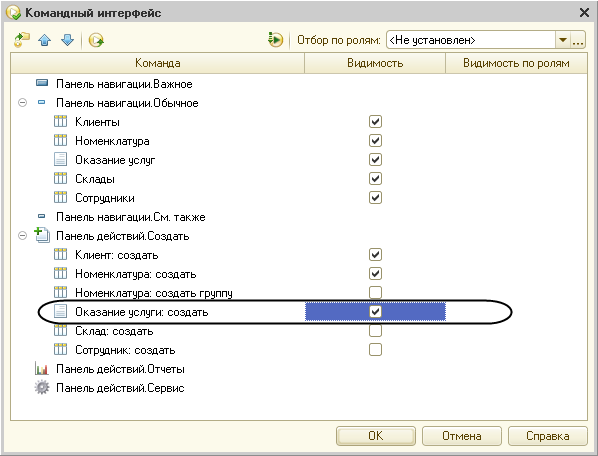 Командный интерфейс
Отбор по ролям: <Не установлен>
Команда Видимость Видимость по ролям
Панель навигации.Важное
Панель навигации.Обычное
Клиенты
Номенклатура
Оказание услуг
Склады
Сотрудники
Панель навигации.См. также
Панель действий.Создать
Клиент: создать
Номенклатура: создать
Номенклатура: создать группу
Оказание услуги: создать
Склад: создать
Сотрудник: создать
Панель действий.Отчеты
Панель действий.Сервис
OK Отмена Справка